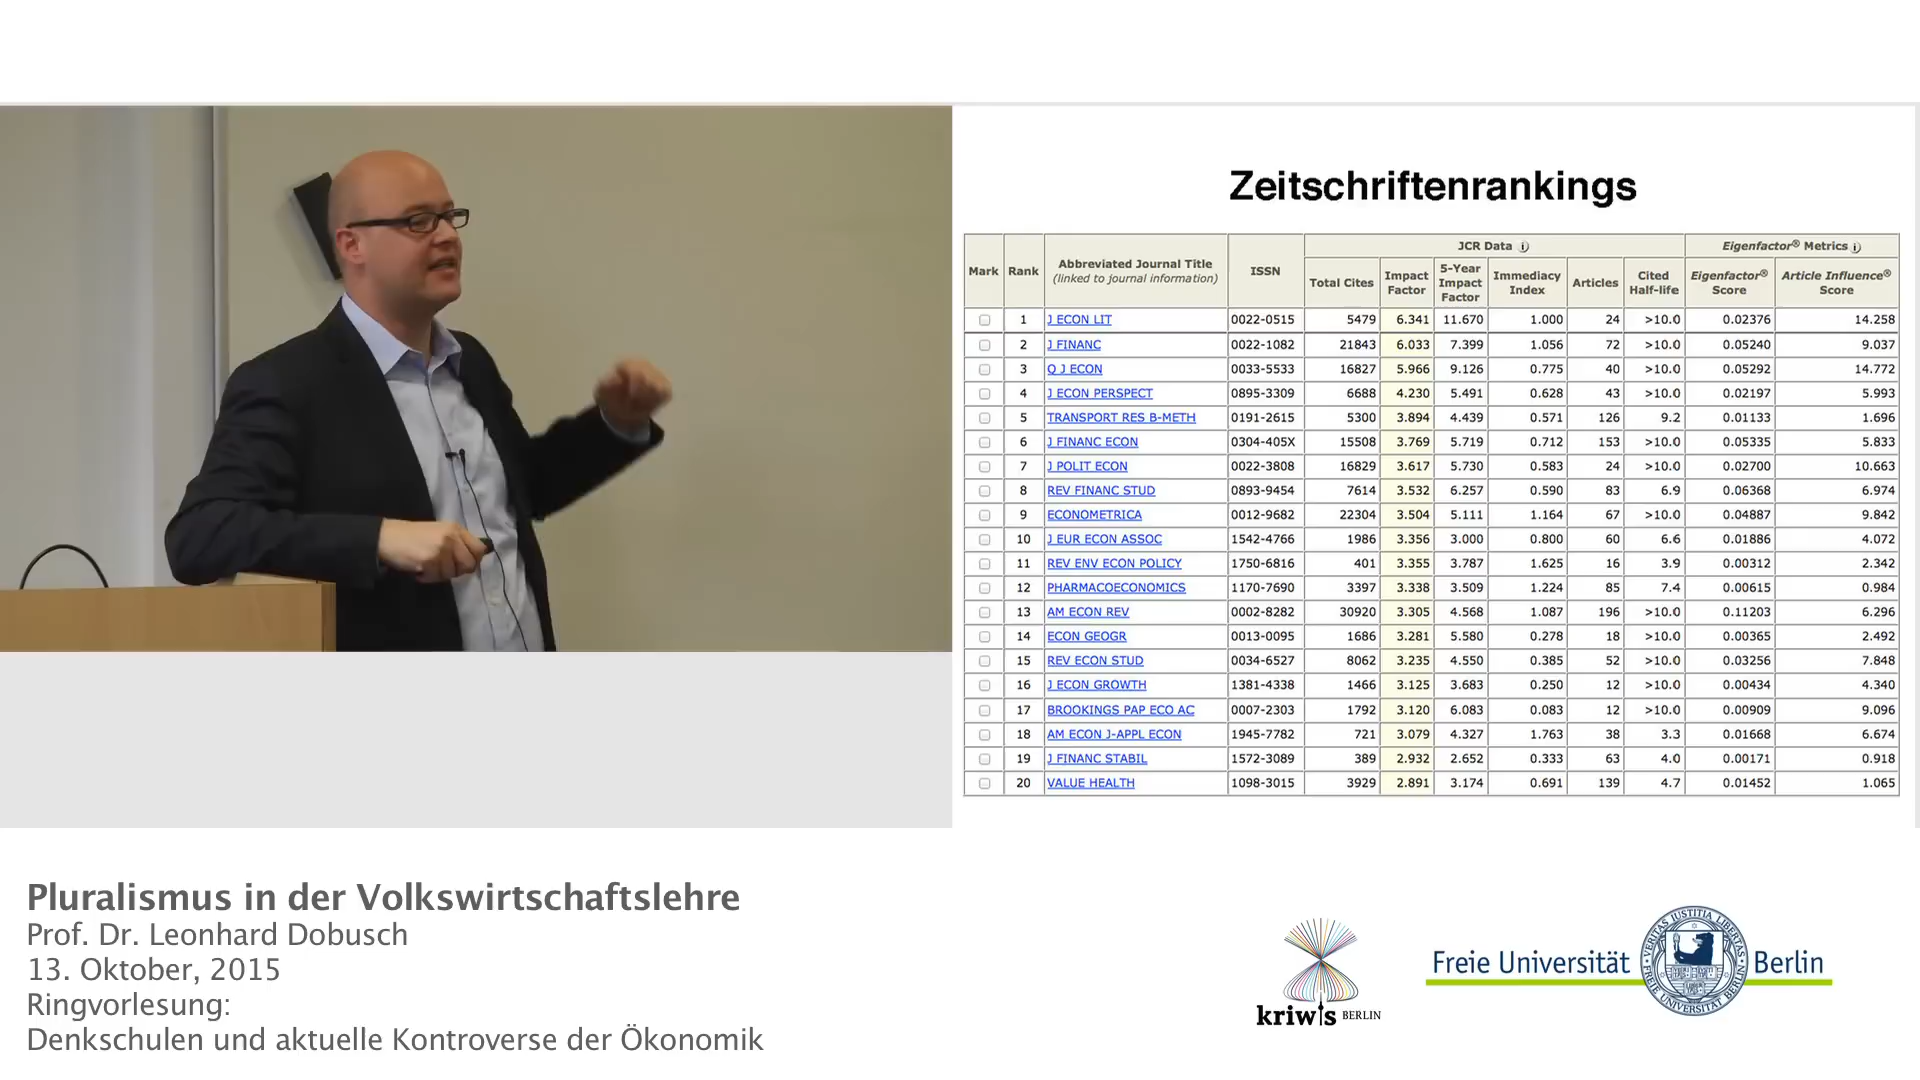 Zeitschriftenrankings
Mark Rank Abbreviated Journal Title (linked to journal information) ISSN JCR Data i Eigenfactor® Metrics i
Total Cites Impact Factor 5-Year Impact Factor Immediacy Index Articles Cited Half-life Eigenfactor® Score Article Influence® Score
1 J ECON LIT 0022-0515 5479 6.341 11.670 1.000 24 >10.0 0.02376 14.258
2 J FINANC 0022-1082 21843 6.033 7.399 1.056 72 >10.0 0.05240 9.037
3 Q J ECON 0033-5533 16827 5.966 9.126 0.775 40 >10.0 0.05292 14.772
4 J ECON PERSPECT 0895-3309 6688 4.230 5.491 0.628 43 >10.0 0.02197 5.993
5 TRANSPORT RES B-METH 0191-2615 5300 3.894 4.439 0.571 126 9.2 0.01133 1.696
6 J FINANC ECON 0304-405X 15508 3.769 5.719 0.712 153 >10.0 0.05335 5.833
7 J POLIT ECON 0022-3808 16829 3.617 5.730 0.583 24 >10.0 0.02700 10.663
8 REV FINANC STUD 0893-9454 7614 3.532 6.257 0.590 83 6.9 0.06368 6.974
9 ECONOMETRICA 0012-9682 22304 3.504 5.111 1.164 67 >10.0 0.04887 9.842
10 J EUR ECON ASSOC 1542-4766 1986 3.356 3.000 0.800 60 6.6 0.01886 4.072
11 REV ENV ECON POLICY 1750-6816 401 3.355 3.787 1.625 16 3.9 0.00312 2.342
12 PHARMACOECONOMICS 1170-7690 3397 3.338 3.509 1.224 85 7.4 0.00615 0.984
13 AM ECON REV 0002-8282 30920 3.305 4.568 1.087 196 >10.0 0.11203 6.296
14 ECON GEOGR 0013-0095 1686 3.281 5.580 0.278 18 >10.0 0.00365 2.492
15 REV ECON STUD 0034-6527 8062 3.235 4.550 0.385 52 >10.0 0.03256 7.848
16 J ECON GROWTH 1381-4338 1466 3.125 3.683 0.250 12 >10.0 0.00434 4.340
17 BROOKINGS PAP ECO AC 0007-2303 1792 3.120 6.083 0.083 12 >10.0 0.00909 9.096
18 AM ECON J-APPL ECON 1945-7782 721 3.079 4.327 1.763 38 3.3 0.01668 6.674
19 J FINANC STABIL 1572-3089 389 2.932 2.652 0.333 63 4.0 0.00171 0.918
20 VALUE HEALTH 1098-3015 3929 2.891 3.174 0.691 139 4.7 0.01452 1.065
Pluralismus in der Volkswirtschaftslehre
Prof. Dr. Leonhard Dobusch
13. Oktober, 2015
Ringvorlesung:
Denkschulen und aktuelle Kontroverse der Ökonomik
kriwis BERLIN
Freie Universität Berlin
VERITAS IUSTITIA LIBERTAS
FREIE UNIVERSITÄT BERLIN